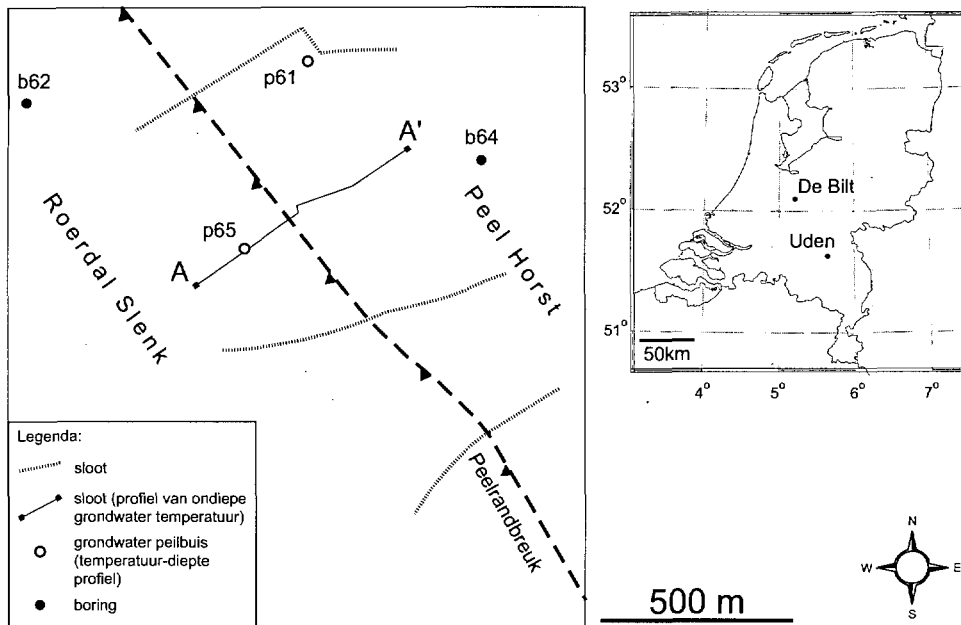 b62
p61
A'
b64
p65
A
Roerdal Slenk
Peel Horst
Peelrandbreuk
Legenda:
sloot
sloot (profiel van ondiepe
grondwater temperatuur)
grondwater peilbuis
(temperatuur-diepte
profiel)
boring
53°
52°
51°
De Bilt
Uden
50km
4°
5°
6°
7°
500 m
N
W
E
S